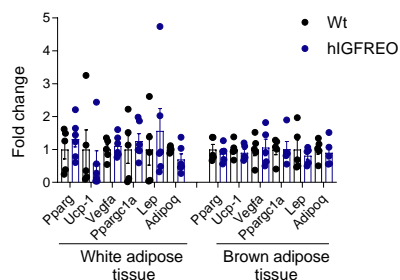 Wt
hIGFREO
Fold change
5
4
3
2
1
0
Pparg
Ucp-1
Vegfa
Ppargc1a
Lep
Adipoq
Pparg
Ucp-1
Vegfa
Ppargc1a
Lep
Adipoq
White adipose
tissue
Brown adipose
tissue